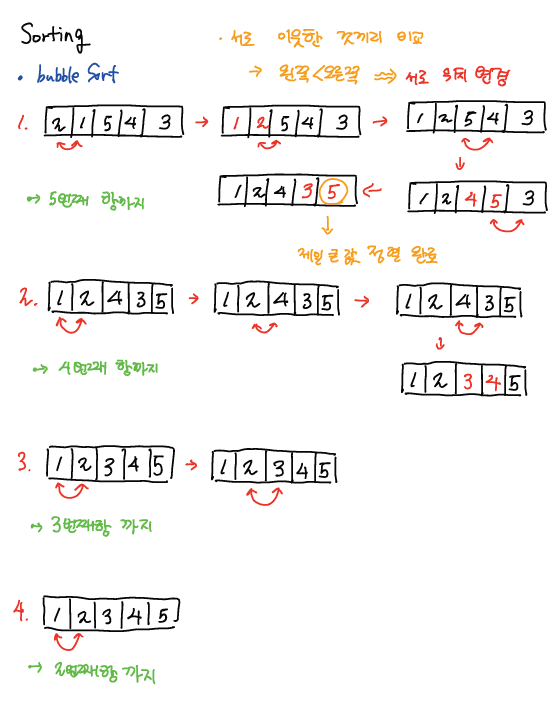 Sorting
· 서로 이웃한 것끼리 비교
• bubble Sort
→ 왼쪽<오른쪽 ⇒ 서로 위치 변경
1. 2 1 5 4 3 → 1 2 5 4 3 → 1 2 5 4 3
↓
1 2 4 3 5 ← 1 2 4 5 3
→ 5번째 항까지
↓
제일 큰 값 정렬 완료
2. 1 2 4 3 5 → 1 2 4 3 5 → 1 2 4 3 5
↓
→ 4번째 항까지
1 2 3 4 5
3. 1 2 3 4 5 → 1 2 3 4 5
→ 3번째항 까지
4. 1 2 3 4 5
→ 2번째항 까지